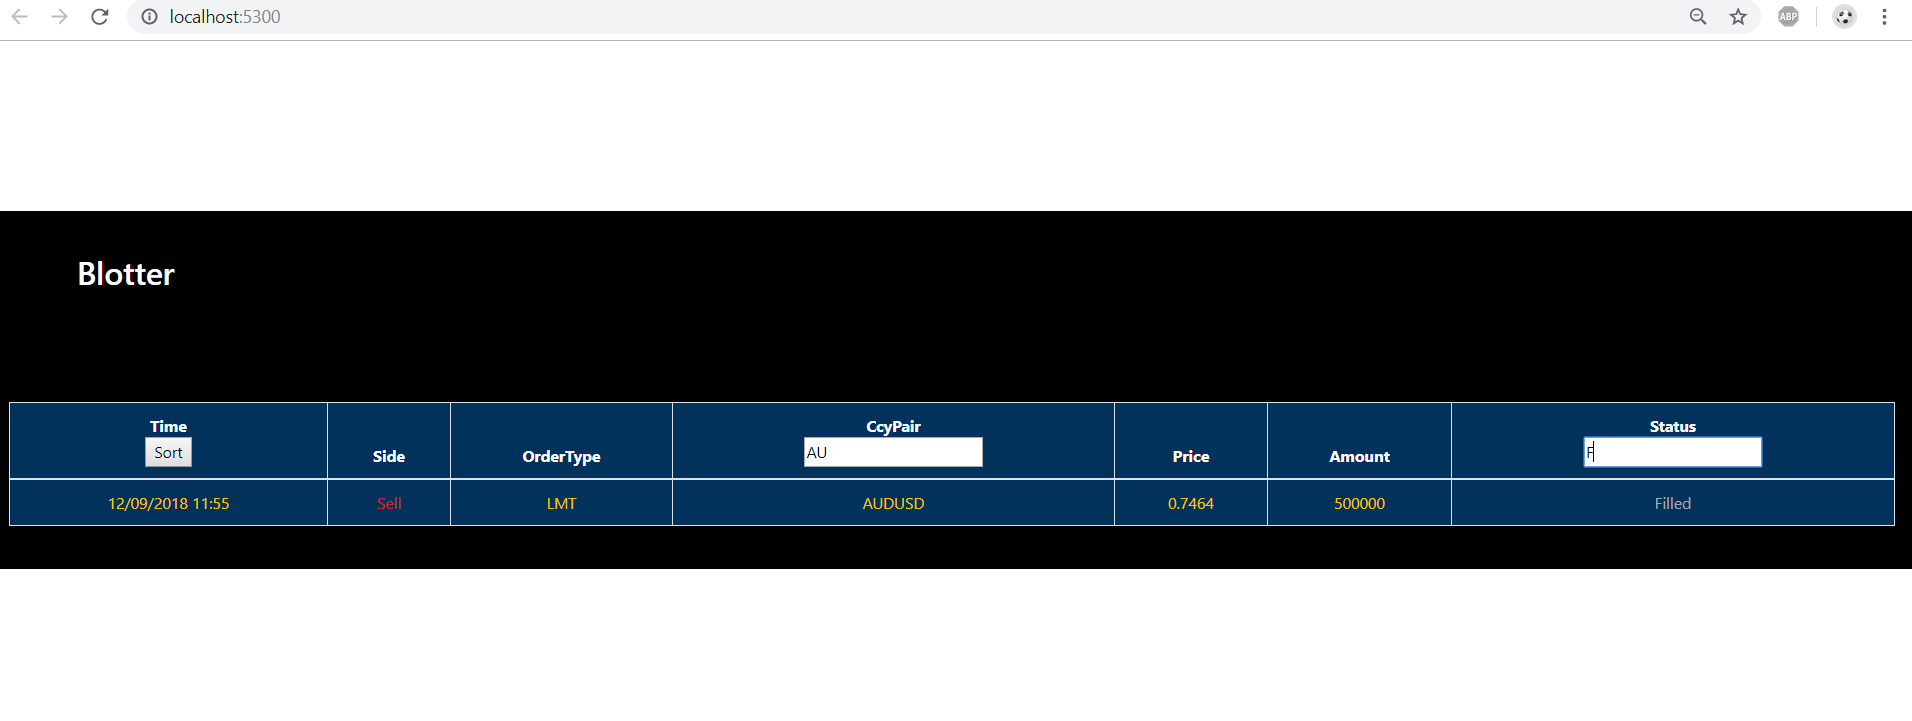 localhost:5300
ABP
Blotter
Time Side OrderType CcyPair Price Amount Status
Sort AU F
12/09/2018 11:55 Sell LMT AUDUSD 0.7464 500000 Filled